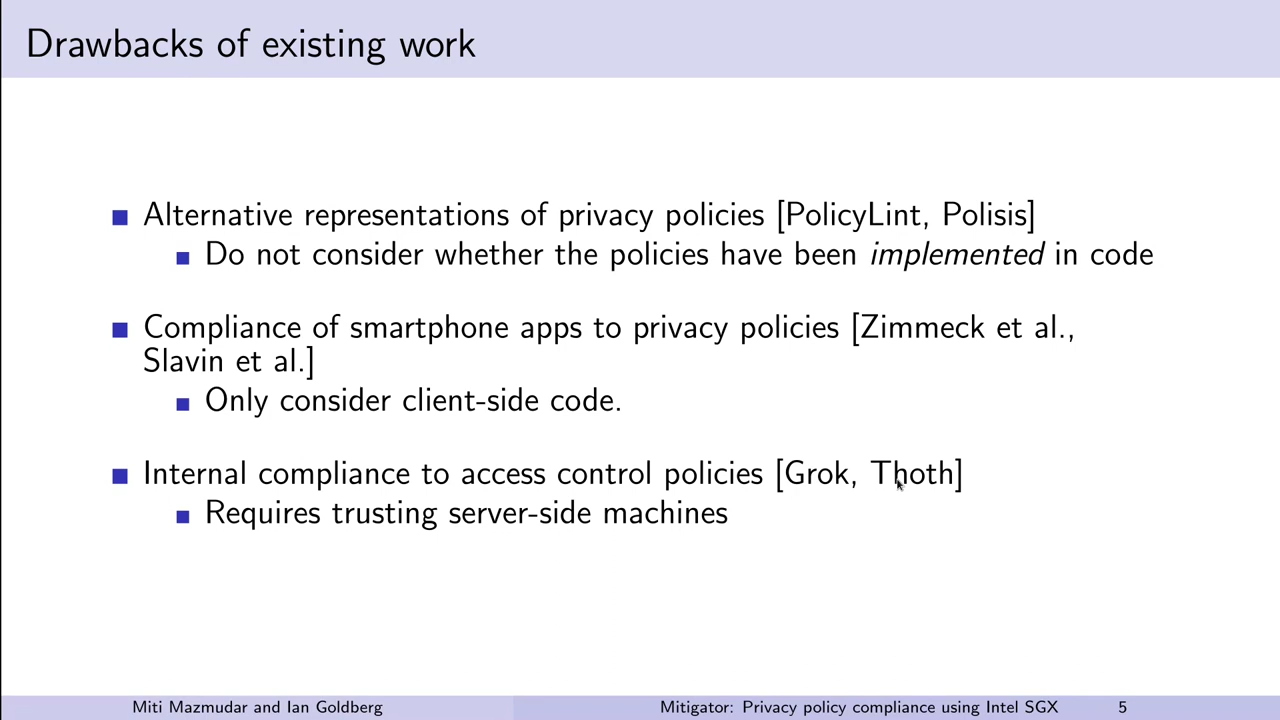 Drawbacks of existing work
Alternative representations of privacy policies [PolicyLint, Polisis]
Do not consider whether the policies have been implemented in code
Compliance of smartphone apps to privacy policies [Zimmeck et al.,
Slavin et al.]
Only consider client-side code.
Internal compliance to access control policies [Grok, Thoth]
Requires trusting server-side machines
Miti Mazmudar and Ian Goldberg
Mitigator: Privacy policy compliance using Intel SGX 5